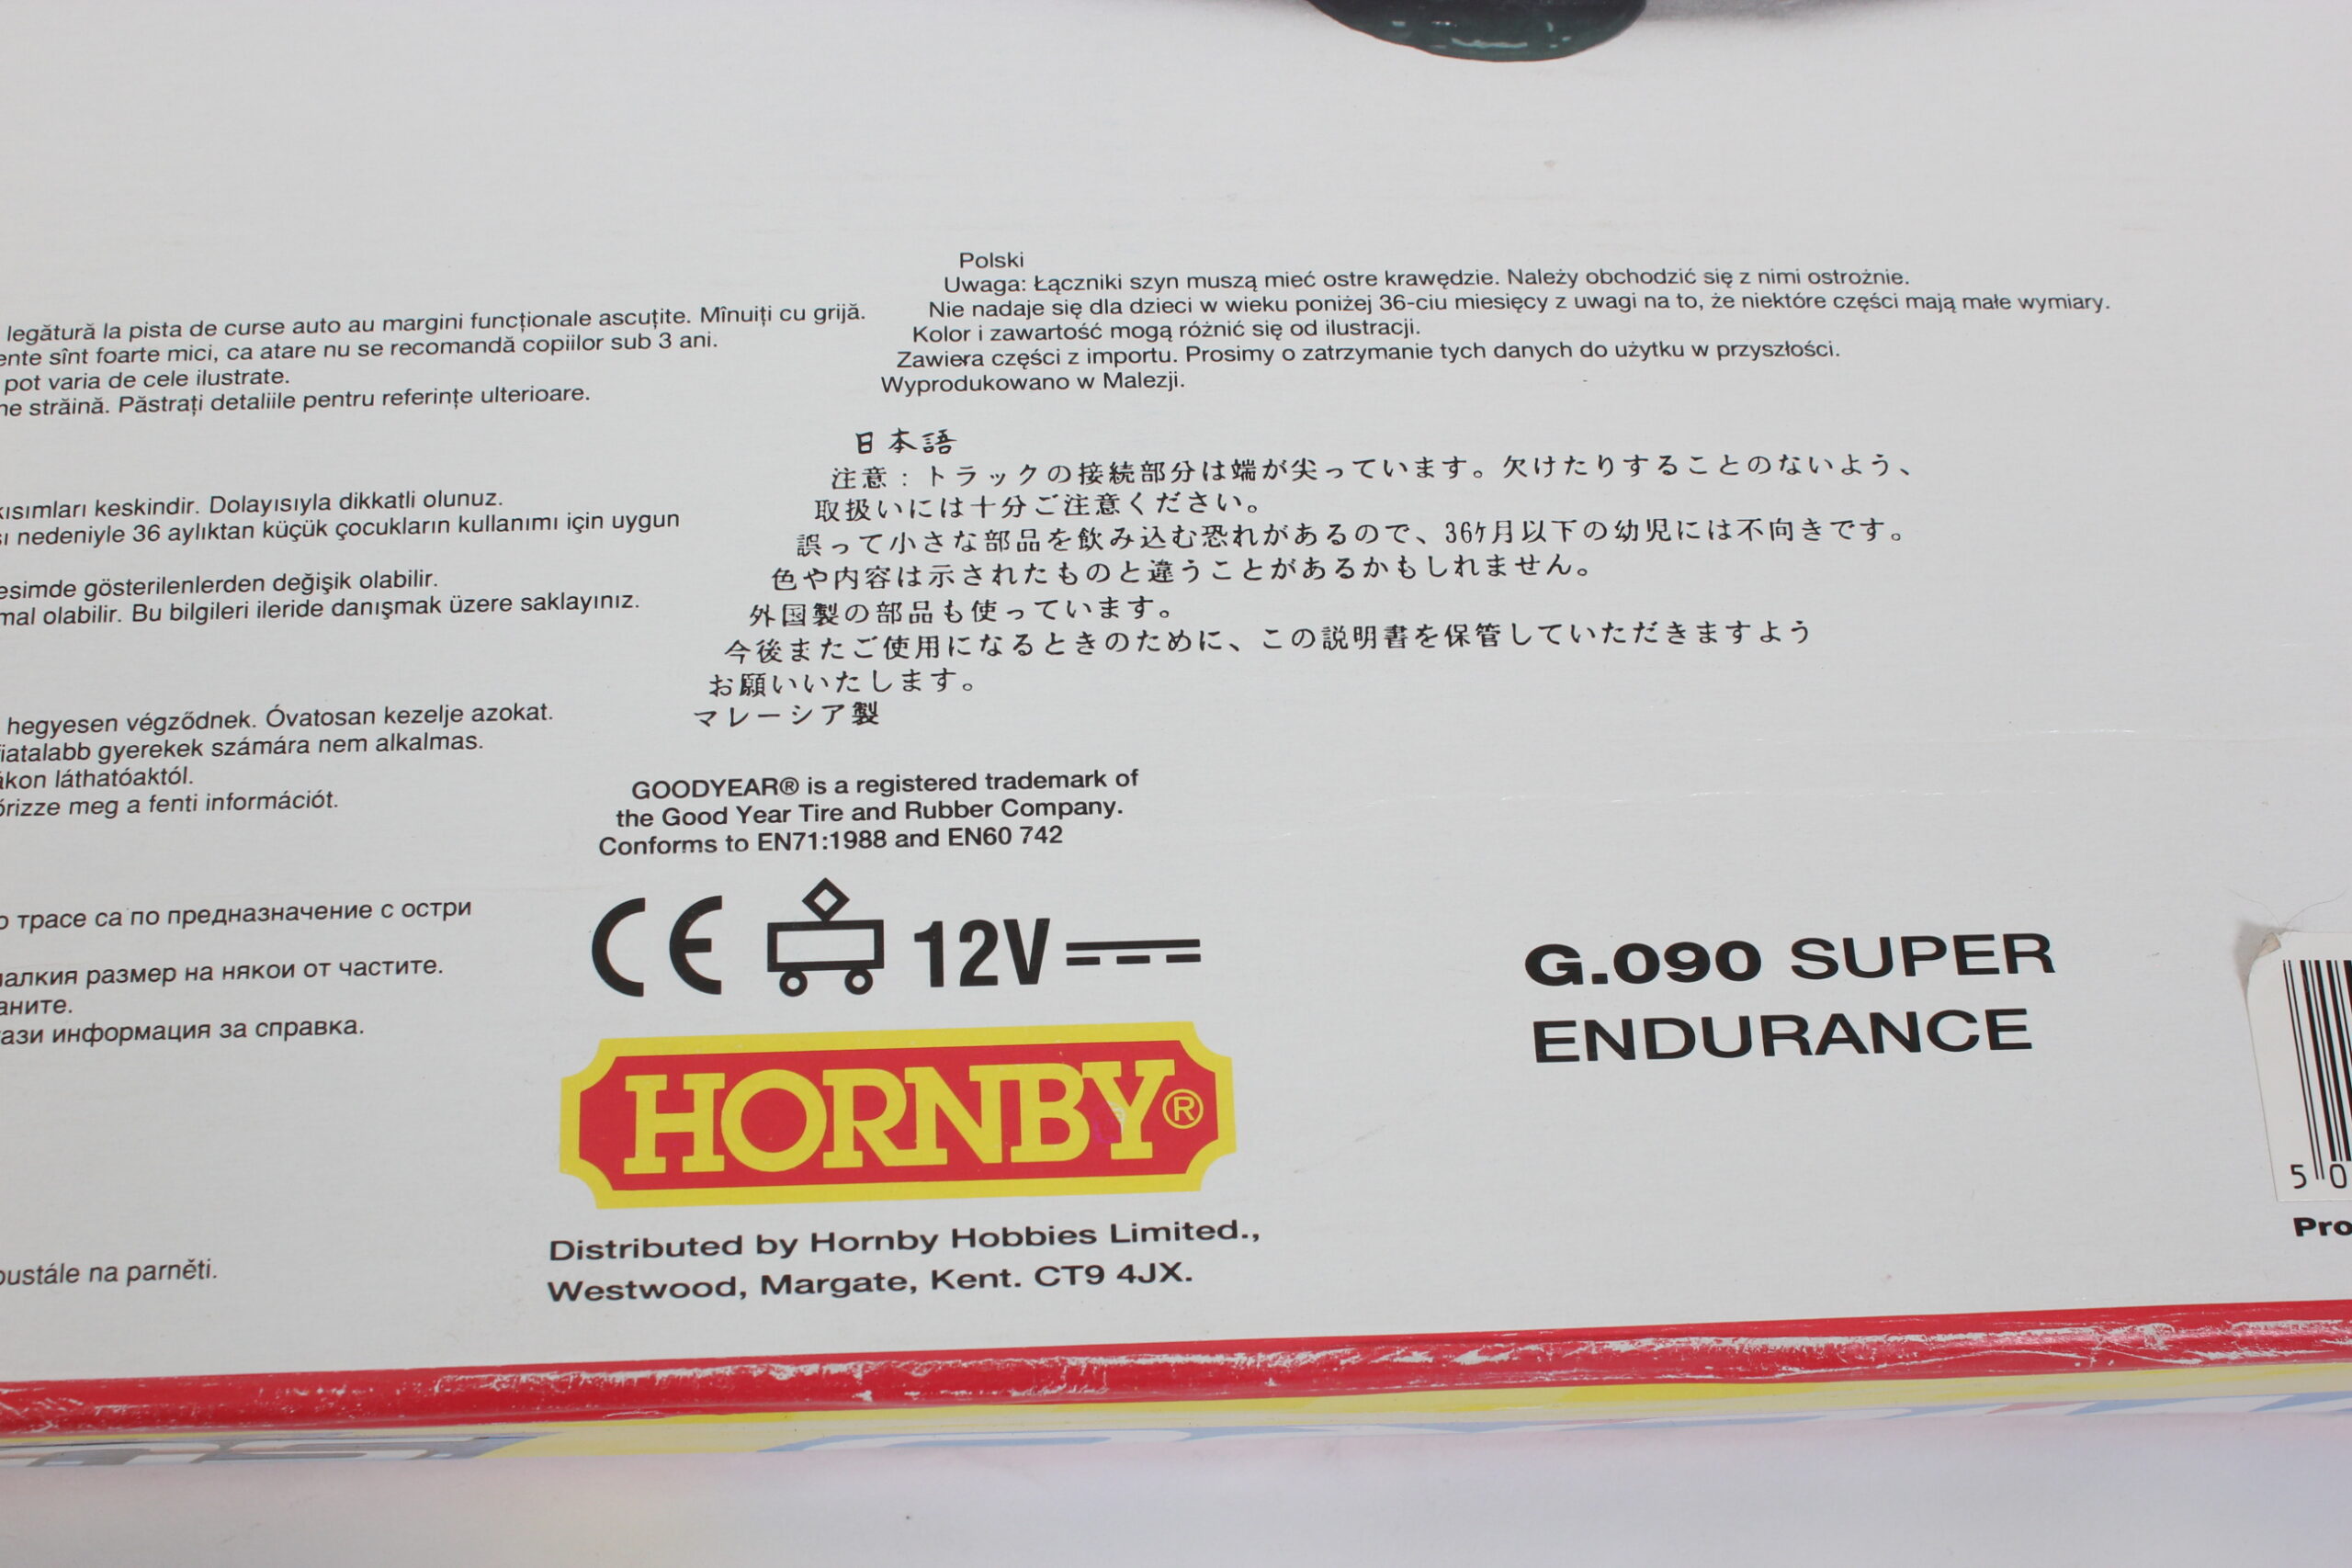 legătură la pista de curse auto au margini funcționale ascuțite. Mînuiți cu grijă.
sînt foarte mici, ca atare nu se recomandă copiilor sub 3 ani.
pot varia de cele ilustrate.
străină. Păstrați detaliile pentru referințe ulterioare.
kısımları keskindir. Dolayısıyla dikkatli olunuz.
nedeniyle 36 aylıktan küçük çocukların kullanımı için uygun
gösterilenlerden değişik olabilir.
olabilir. Bu bilgileri ileride danışmak üzere saklayınız.
hegyesen végződnek. Óvatosan kezelje azokat.
fiatalabb gyerekek számára nem alkalmas.
láthatóaktól.
meg a fenti információt.
трасе са по предназначение с остри
малкия размер на някои от частите.
информация за справка.
na parněti.
Polski
Uwaga: Łączniki szyn muszą mieć ostre krawędzie. Należy obchodzić się z nimi ostrożnie.
Nie nadaje się dla dzieci w wieku poniżej 36-ciu miesięcy z uwagi na to, że niektóre części mają małe wymiary.
Kolor i zawartość mogą różnić się od ilustracji.
Zawiera części z importu. Prosimy o zatrzymanie tych danych do użytku w przyszłości.
Wyprodukowano w Malezji.
日本語
注意：トラックの接続部分は端が尖っています。欠けたりすることのないよう、
取扱いには十分ご注意ください。
誤って小さな部品を飲み込む恐れがあるので、36ヶ月以下の幼児には不向きです。
色や内容は示されたものと違うことがあるかもしれません。
外国製の部品も使っています。
今後またご使用になるときのために、この説明書を保管していただきますよう
お願いいたします。
マレーシア製
GOODYEAR® is a registered trademark of
the Good Year Tire and Rubber Company.
Conforms to EN71:1988 and EN60 742
CE 12V
HORNBY®
Distributed by Hornby Hobbies Limited.,
Westwood, Margate, Kent. CT9 4JX.
G.090 SUPER
ENDURANCE
5 0
Pro